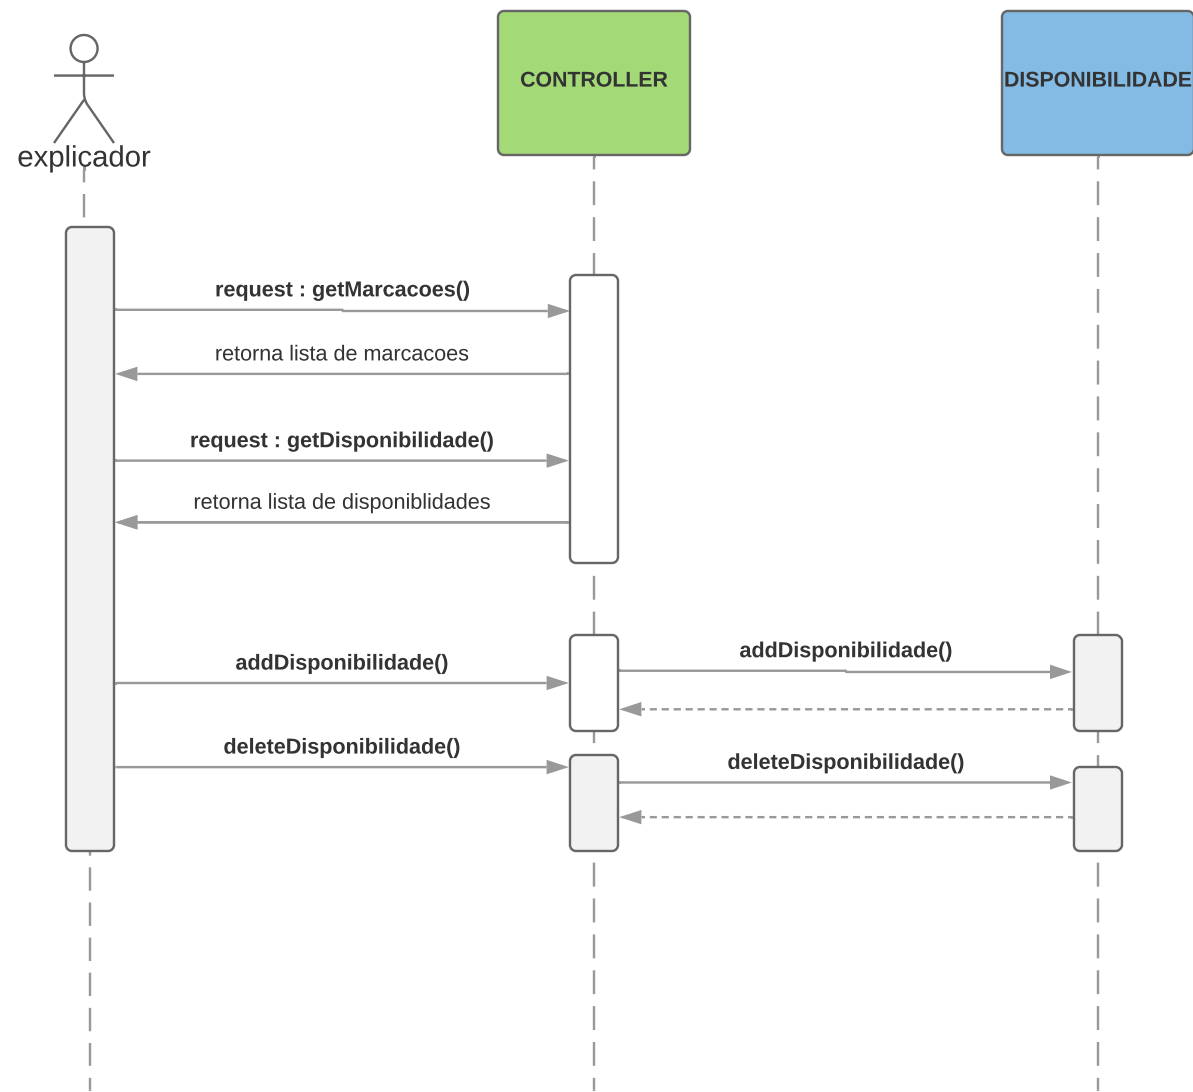 explicador
CONTROLLER
DISPONIBILIDADE
request : getMarcacoes()
retorna lista de marcacoes
request : getDisponibilidade()
retorna lista de disponiblidades
addDisponibilidade()
addDisponibilidade()
deleteDisponibilidade()
deleteDisponibilidade()